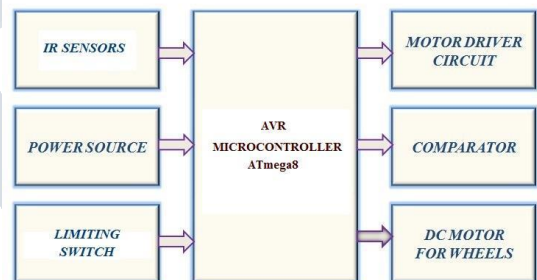 IR SENSORS
MOTOR DRIVER
CIRCUIT
POWER SOURCE
AVR
MICROCONTROLLER
ATmega8
COMPARATOR
LIMITING
SWITCH
DC MOTOR
FOR WHEELS